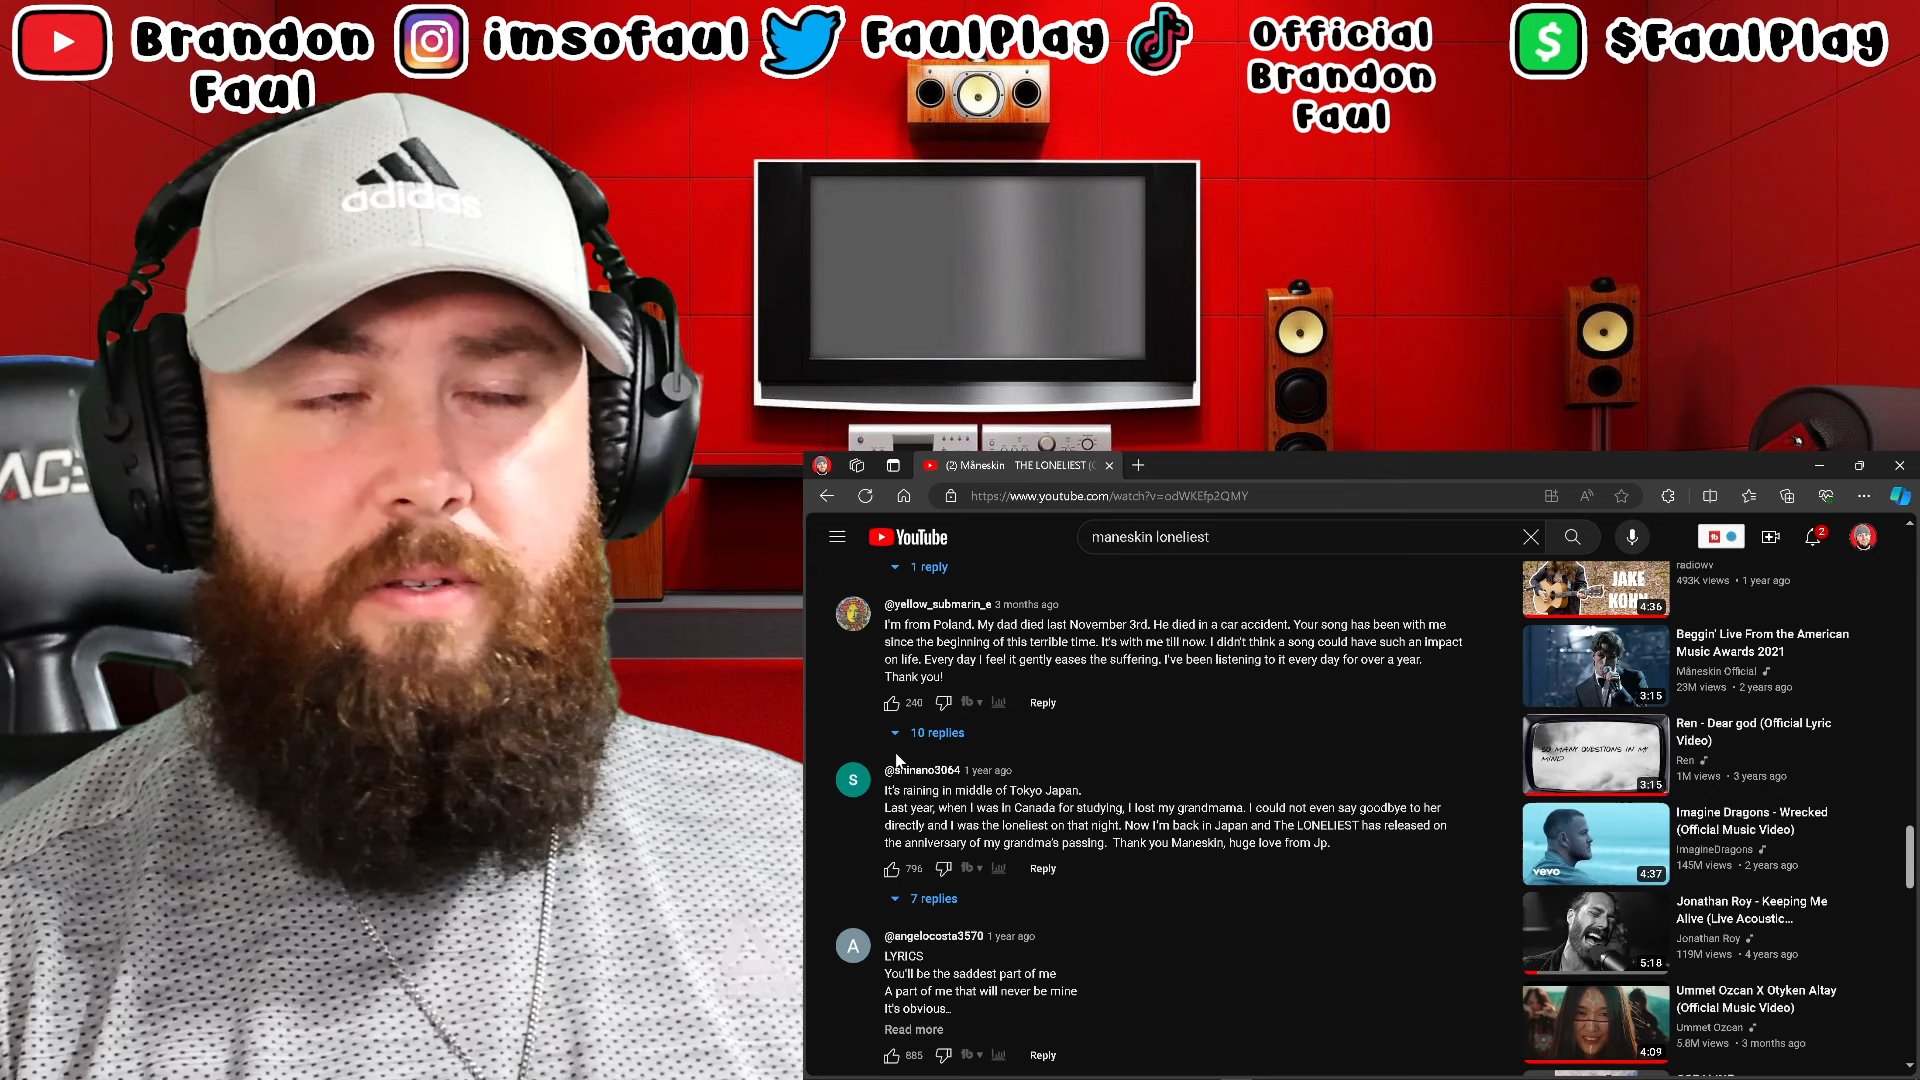 Brandon
Faul
imsofaul
FaulPlay
Official
Brandon
Faul
$FaulPlay
adidas
(2) Måneskin THE LONELIEST (
https://www.youtube.com/watch?v=odWKEfp2QMY
YouTube
maneskin loneliest
2
1 reply
@yellow_submarin_e 3 months ago
I'm from Poland. My dad died last November 3rd. He died in a car accident. Your song has been with me
since the beginning of this terrible time. It's with me till now. I didn't think a song could have such an impact
on life. Every day I feel it gently eases the suffering. I've been listening to it every day for over a year.
Thank you!
240
Reply
10 replies
S
@shinano3064 1 year ago
It's raining in middle of Tokyo Japan.
Last year, when I was in Canada for studying, I lost my grandmama. I could not even say goodbye to her
directly and I was the loneliest on that night. Now I'm back in Japan and The LONELIEST has released on
the anniversary of my grandma's passing. Thank you Maneskin, huge love from Jp.
796
Reply
7 replies
A
@angelocosta3570 1 year ago
LYRICS
You'll be the saddest part of me
A part of me that will never be mine
It's obvious...
Read more
885
Reply
JAKE
KOHN
4:36
radiowv
493K views • 1 year ago
3:15
Beggin' Live From the American
Music Awards 2021
Måneskin Official
23M views • 2 years ago
SO MANY QUESTIONS IN MY
MIND
3:15
Ren - Dear god (Official Lyric
Video)
Ren
1M views • 3 years ago
vevo
4:37
Imagine Dragons - Wrecked
(Official Music Video)
ImagineDragons
145M views • 2 years ago
5:18
Jonathan Roy - Keeping Me
Alive (Live Acoustic...
Jonathan Roy
119M views • 4 years ago
4:09
Ummet Ozcan X Otyken Altay
(Official Music Video)
Ummet Ozcan
5.8M views • 3 months ago